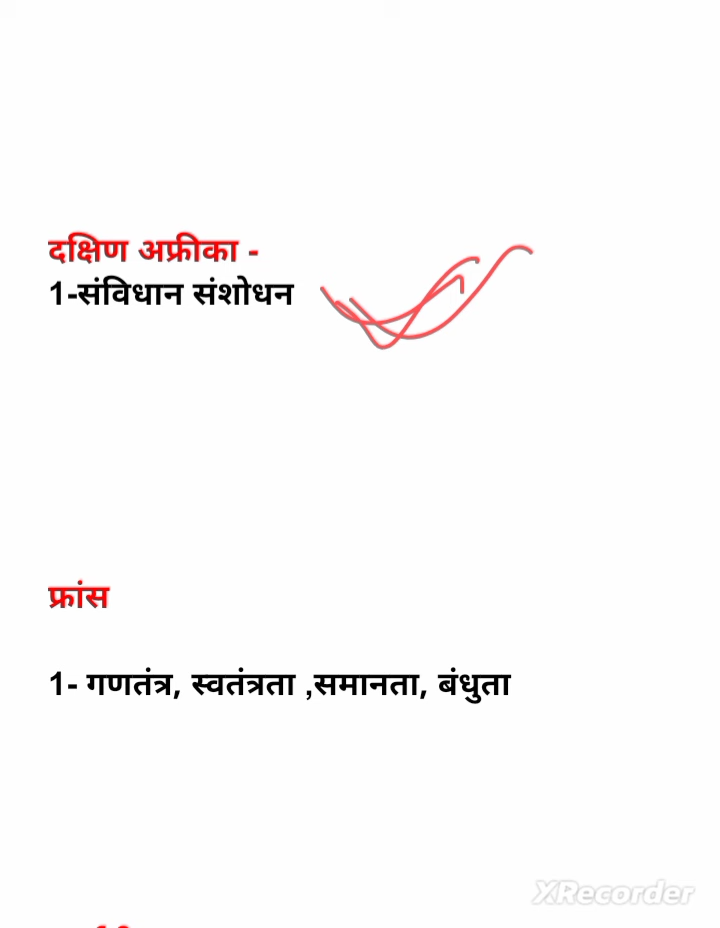 दक्षिण अफ्रीका -
1-संविधान संशोधन
फ्रांस
1- गणतंत्र, स्वतंत्रता ,समानता, बंधुता
XRecorder